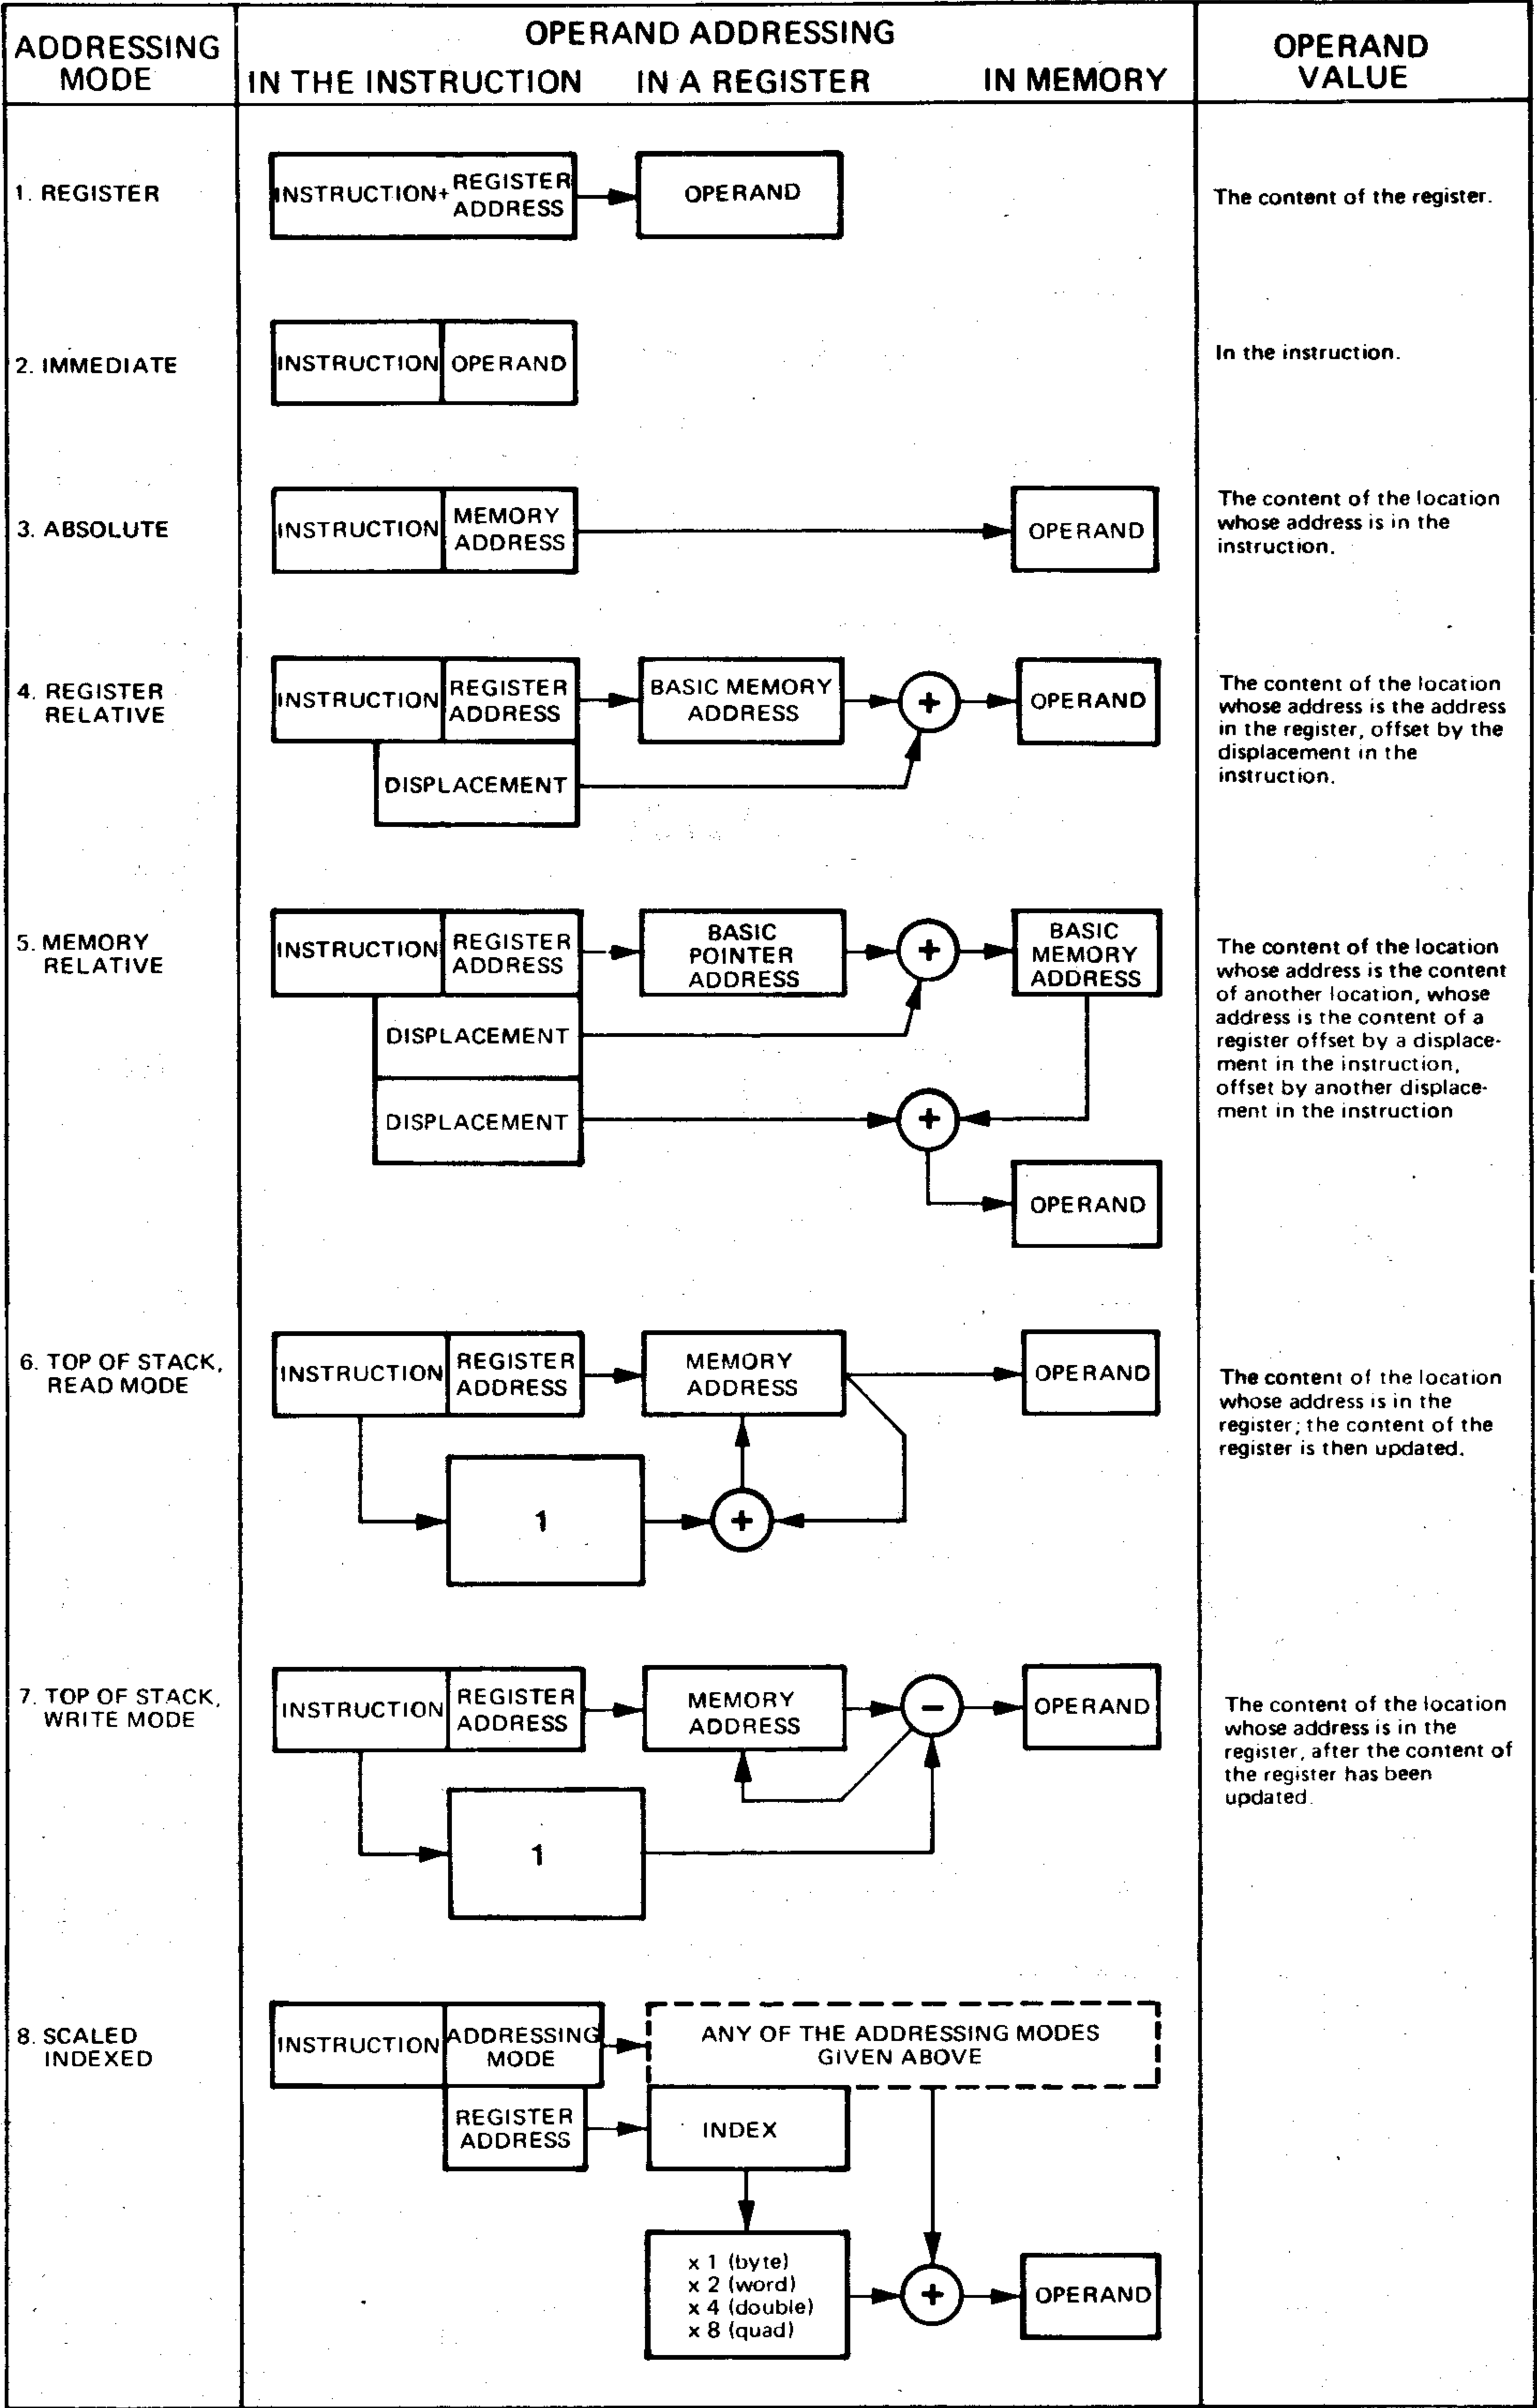 ADDRESSING
MODE
OPERAND ADDRESSING
IN THE INSTRUCTION IN A REGISTER IN MEMORY
OPERAND
VALUE
1. REGISTER
INSTRUCTION+
REGISTER
ADDRESS
OPERAND
The content of the register.
2. IMMEDIATE
INSTRUCTION
OPERAND
In the instruction.
3. ABSOLUTE
INSTRUCTION
MEMORY
ADDRESS
OPERAND
The content of the location
whose address is in the
instruction.
4. REGISTER
RELATIVE
INSTRUCTION
REGISTER
ADDRESS
DISPLACEMENT
BASIC MEMORY
ADDRESS
+
OPERAND
The content of the location
whose address is the address
in the register, offset by the
displacement in the
instruction.
5. MEMORY
RELATIVE
INSTRUCTION
REGISTER
ADDRESS
DISPLACEMENT
DISPLACEMENT
BASIC
POINTER
ADDRESS
+
BASIC
MEMORY
ADDRESS
+
OPERAND
The content of the location
whose address is the content
of another location, whose
address is the content of a
register offset by a displace-
ment in the instruction,
offset by another displace-
ment in the instruction
6. TOP OF STACK,
READ MODE
INSTRUCTION
REGISTER
ADDRESS
MEMORY
ADDRESS
OPERAND
1
+
The content of the location
whose address is in the
register; the content of the
register is then updated.
7. TOP OF STACK,
WRITE MODE
INSTRUCTION
REGISTER
ADDRESS
MEMORY
ADDRESS
−
OPERAND
1
The content of the location
whose address is in the
register, after the content of
the register has been
updated.
8. SCALED
INDEXED
INSTRUCTION
ADDRESSING
MODE
REGISTER
ADDRESS
ANY OF THE ADDRESSING MODES
GIVEN ABOVE
INDEX
x 1 (byte)
x 2 (word)
x 4 (double)
x 8 (quad)
+
OPERAND